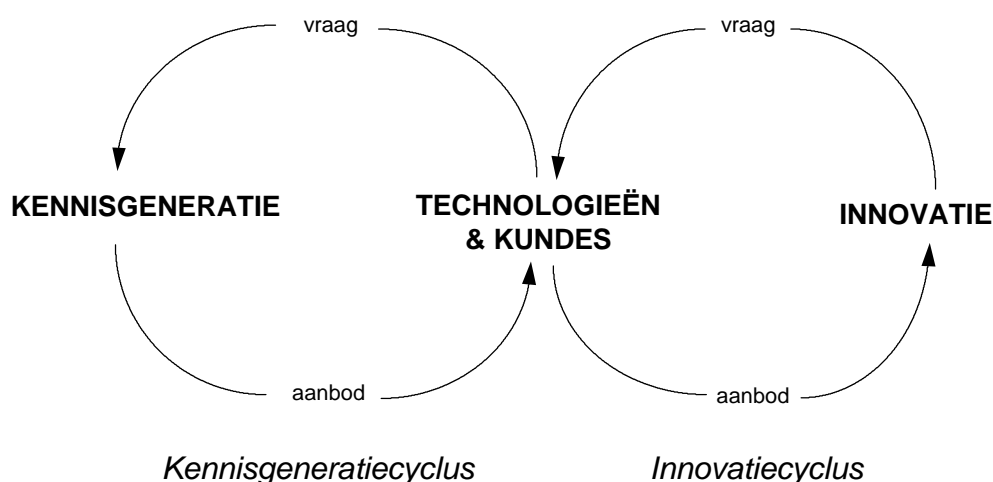 vraag
vraag
KENNISGENERATIE
TECHNOLOGIEËN
& KUNDES
INNOVATIE
aanbod
aanbod
Kennisgeneratiecyclus
Innovatiecyclus